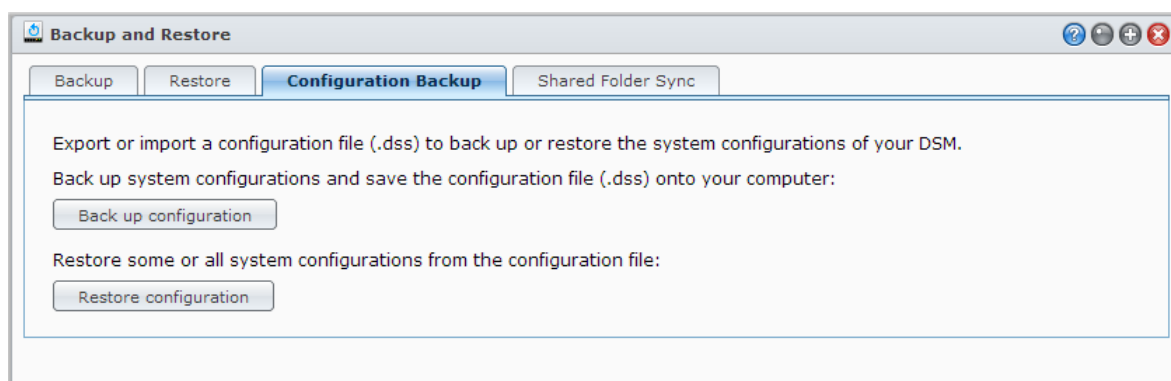 Backup and Restore
Backup
Restore
Configuration Backup
Shared Folder Sync
Export or import a configuration file (.dss) to back up or restore the system configurations of your DSM.
Back up system configurations and save the configuration file (.dss) onto your computer:
Back up configuration
Restore some or all system configurations from the configuration file:
Restore configuration